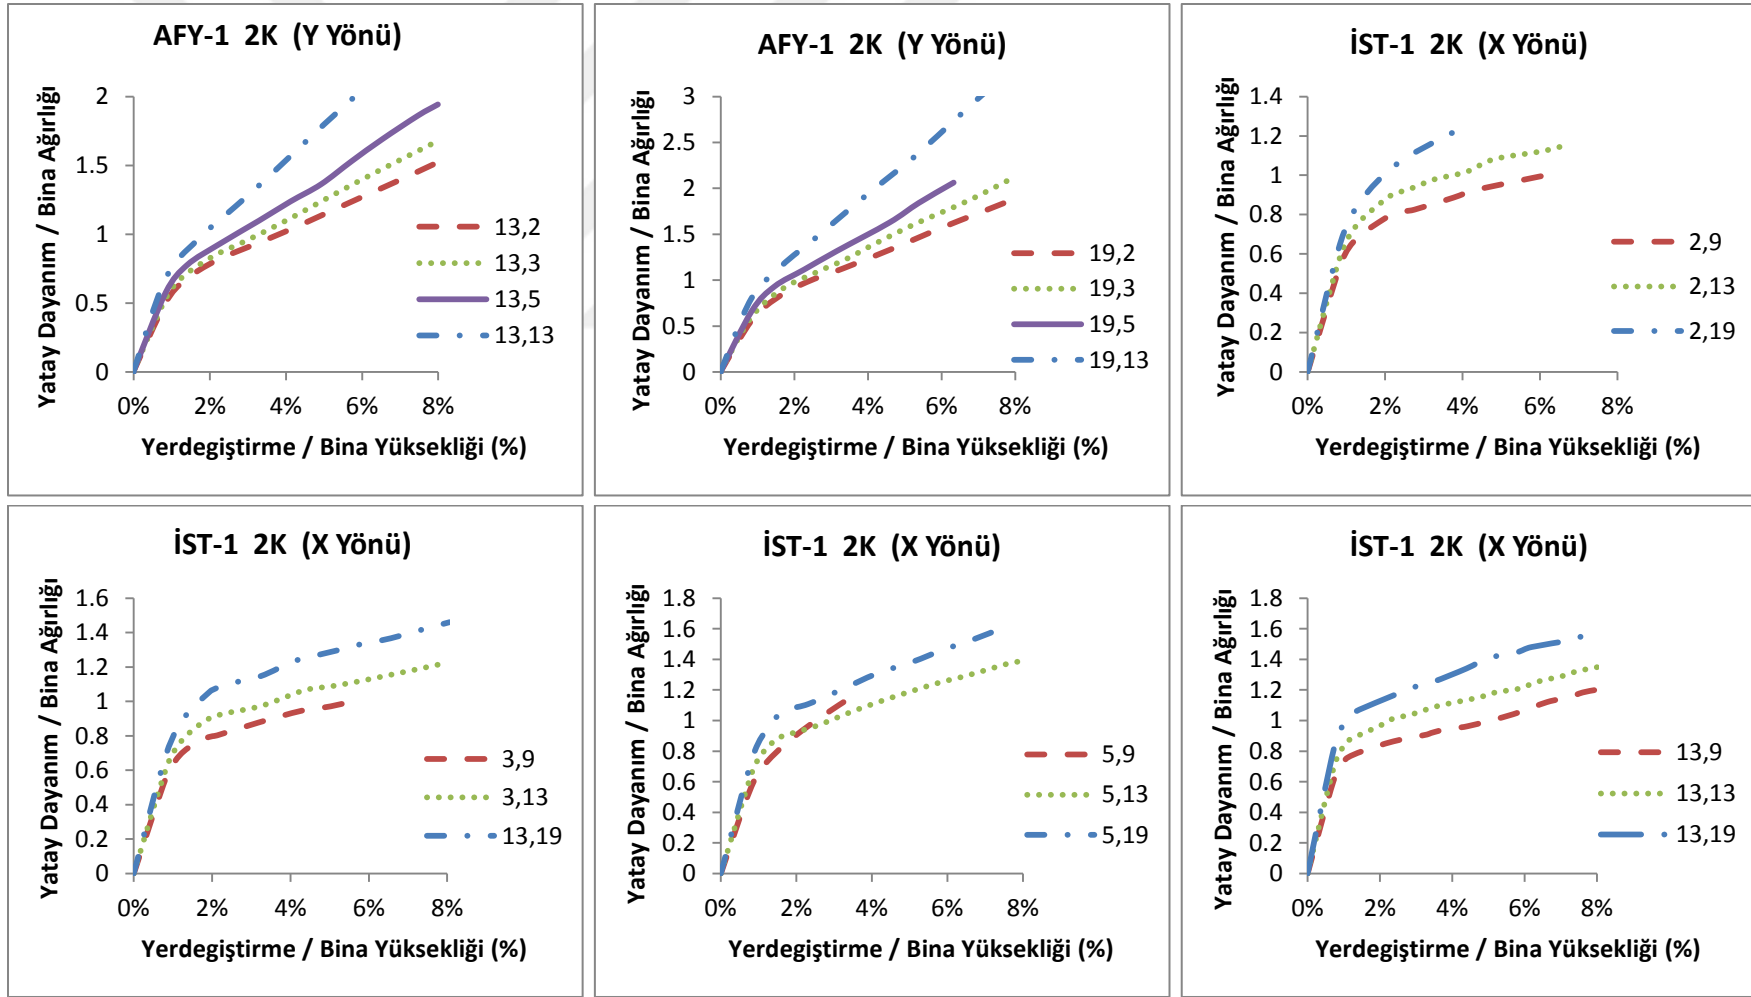 AFY-1 2K (Y Yönü)
Yatay Dayanım / Bina Ağırlığı
2
1.5
1
0.5
0
0% 2% 4% 6% 8%
Yerdegiştirme / Bina Yüksekliği (%)
13,2
13,3
13,5
13,13
AFY-1 2K (Y Yönü)
Yatay Dayanım / Bina Ağırlığı
3
2.5
2
1.5
1
0.5
0
0% 2% 4% 6% 8%
Yerdegiştirme / Bina Yüksekliği (%)
19,2
19,3
19,5
19,13
İST-1 2K (X Yönü)
Yatay Dayanım / Bina Ağırlığı
1.4
1.2
1
0.8
0.6
0.4
0.2
0
0% 2% 4% 6% 8%
Yerdegiştirme / Bina Yüksekliği (%)
2,9
2,13
2,19
İST-1 2K (X Yönü)
Yatay Dayanım / Bina Ağırlığı
1.6
1.4
1.2
1
0.8
0.6
0.4
0.2
0
0% 2% 4% 6% 8%
Yerdegiştirme / Bina Yüksekliği (%)
3,9
3,13
13,19
İST-1 2K (X Yönü)
Yatay Dayanım / Bina Ağırlığı
1.8
1.6
1.4
1.2
1
0.8
0.6
0.4
0.2
0
0% 2% 4% 6% 8%
Yerdegiştirme / Bina Yüksekliği (%)
5,9
5,13
5,19
İST-1 2K (X Yönü)
Yatay Dayanım / Bina Ağırlığı
1.8
1.6
1.4
1.2
1
0.8
0.6
0.4
0.2
0
0% 2% 4% 6% 8%
Yerdegiştirme / Bina Yüksekliği (%)
13,9
13,13
13,19